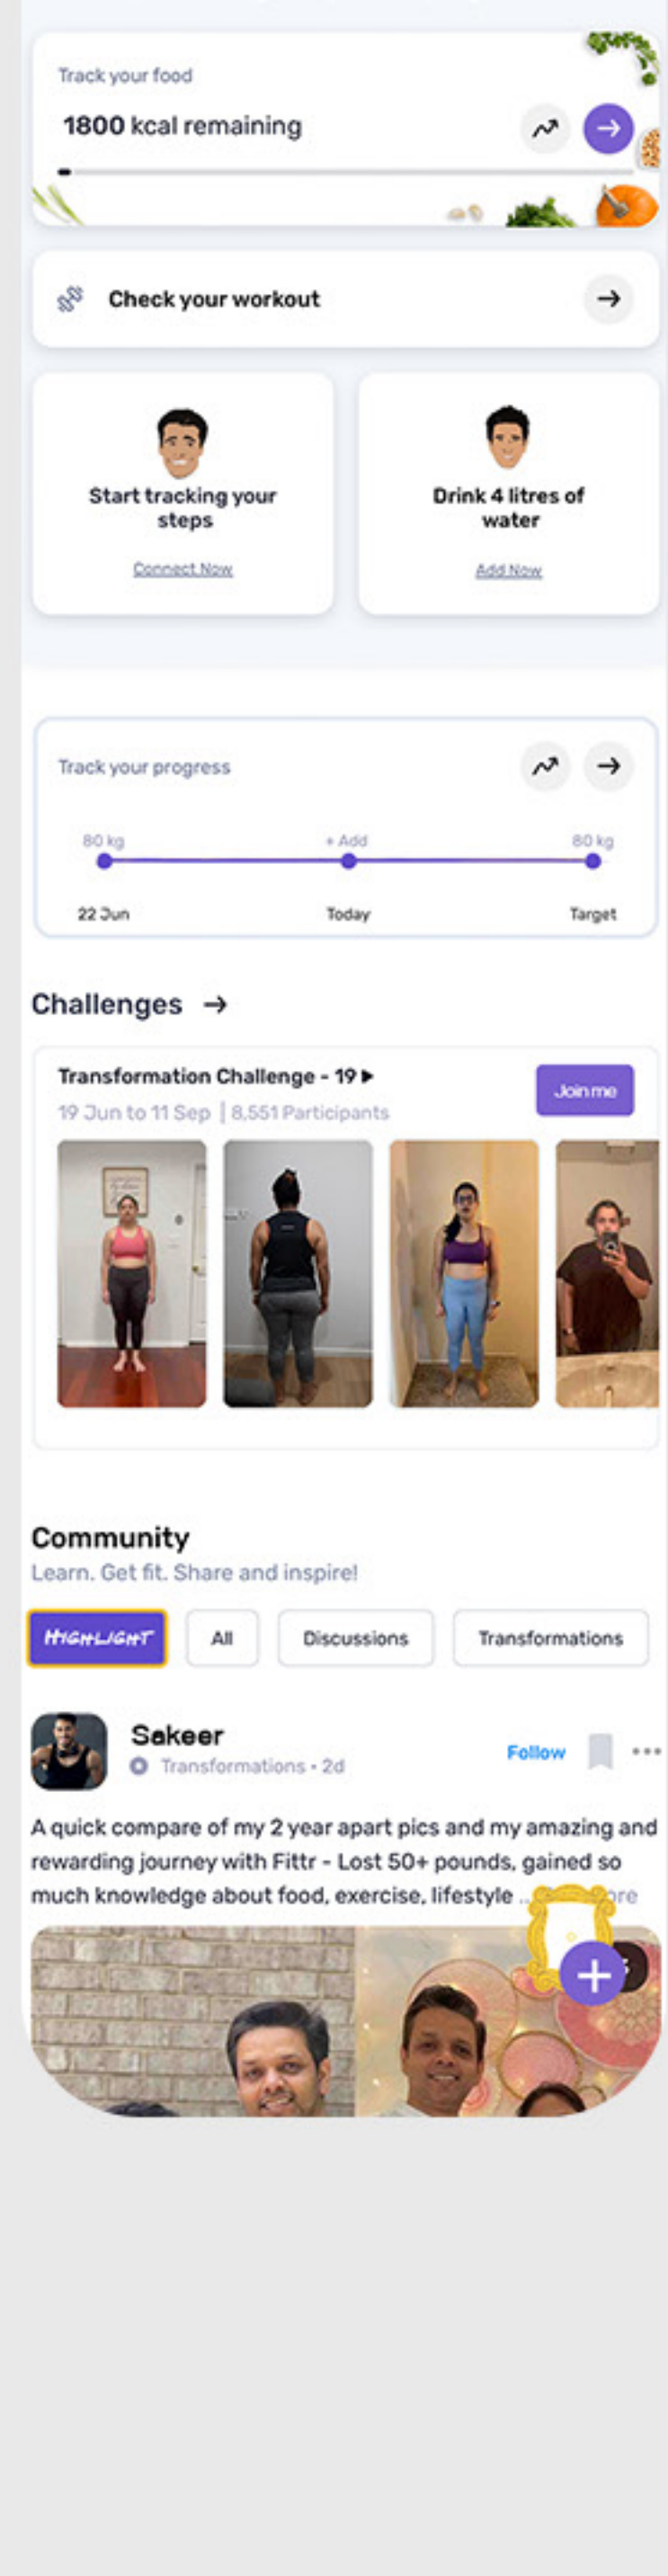 Track your food
1800 kcal remaining
Check your workout
Start tracking your
steps
Connect Now
Drink 4 litres of
water
Add Now
Track your progress
80 kg
+ Add
80 kg
22 Jun
Today
Target
Challenges
Transformation Challenge - 19
Join me
19 Jun to 11 Sep | 8,551 Participants
Community
Learn. Get fit. Share and inspire!
HIGHLIGHT
All
Discussions
Transformations
Sakeer
Follow
Transformations • 2d
A quick compare of my 2 year apart pics and my amazing and
rewarding journey with Fittr - Lost 50+ pounds, gained so
much knowledge about food, exercise, lifestyle ..